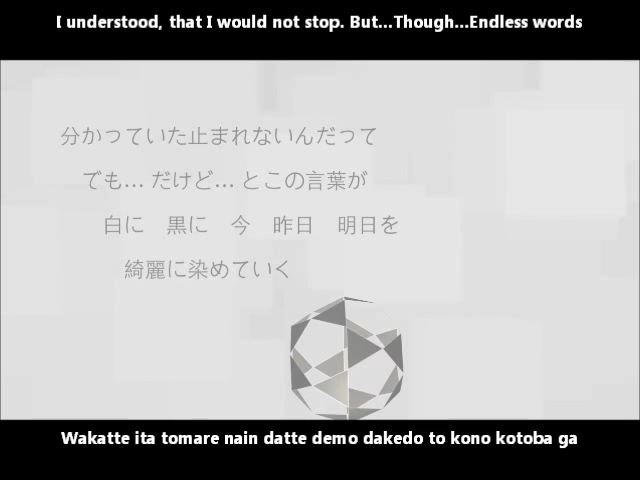 I understood, that I would not stop. But...Though...Endless words
分かっていた止まれないんだって
でも… だけど… とこの言葉が
白に　黒に　今　昨日　明日を
綺麗に染めていく
Wakatte ita tomare nain datte demo dakedo to kono kotoba ga